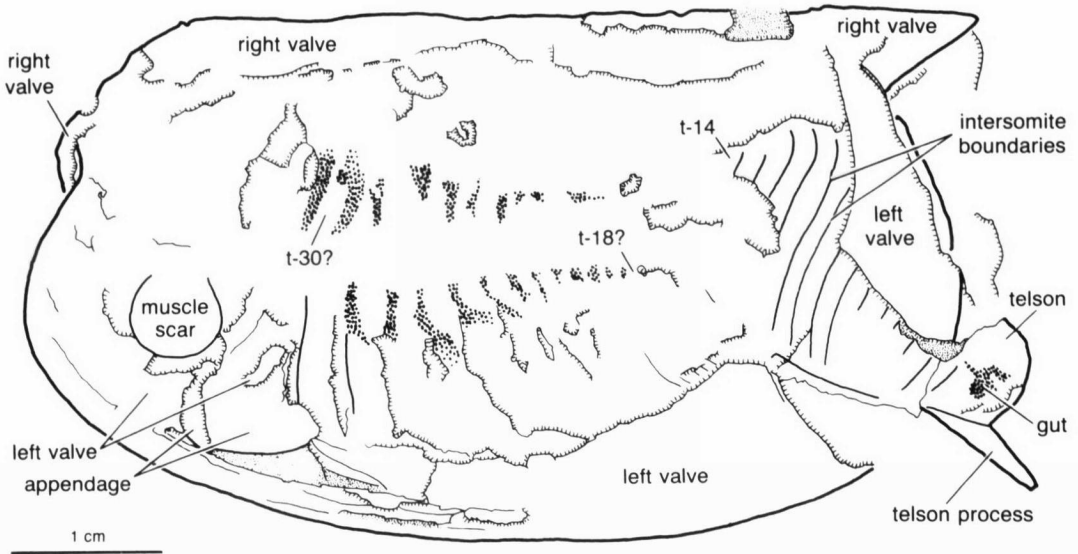 right valve
right valve
right
valve
t-14
intersomite
boundaries
left
valve
t-18?
t-30?
muscle
scar
telson
gut
left valve
appendage
left valve
telson process
1 cm